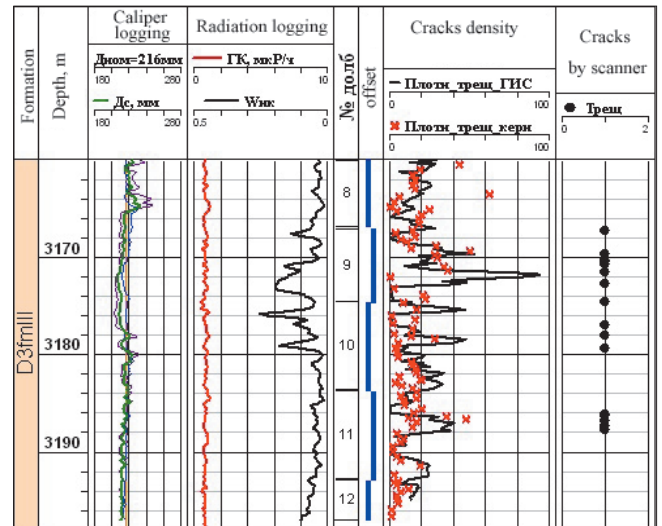 Formation
Depth, m
Caliper
logging
Radiation logging
№ долб
offset
Cracks density
Cracks
by scanner
Dном=216мм
180 280
Dс, мм
180 280
ГК, мкР/ч
0 10
Wнк
0.5 0
Плотн_трещ_ГИС
0 100
Плотн_трещ_керн
0 100
Трещ
0 2
D3fmIII
3170
3180
3190
8
9
10
11
12